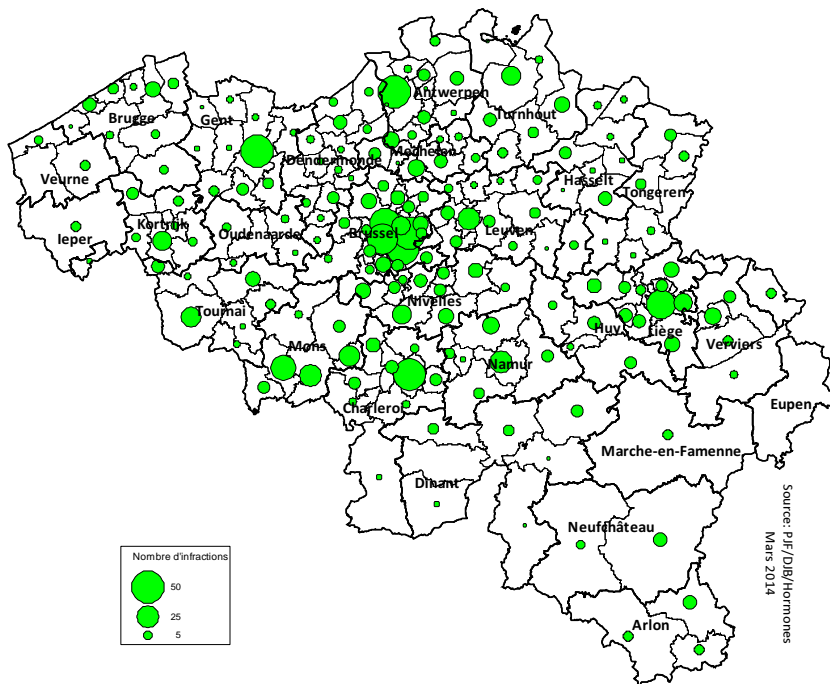 Antwerpen
Turnhout
Brugge
Gent
Dendermonde
Mechelen
Veurne
Hasselt
Tongeren
Kortrijk
Ieper
Oudenaarde
Brussel
Leuven
Nivelles
Tournai
Huy
Liège
Verviers
Mons
Namur
Charleroi
Eupen
Marche-en-Famenne
Dinant
Neufchâteau
Arlon
Nombre d'infractions
50
25
5
Source: PJF/DJB/Hormones
Mars 2014